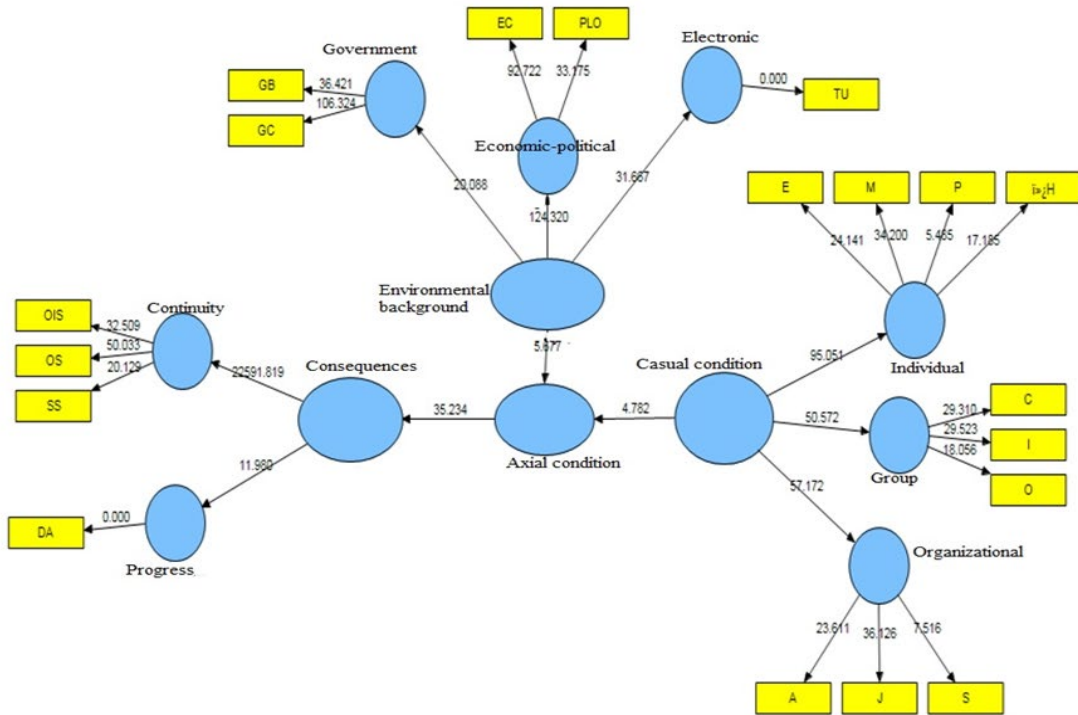 EC
PLO
Electronic
Government
GB
36.421
92.722
33.175
0.000
TU
106.324
GC
Economic-political
20.088
124.320
31.667
E
M
P
ï»¿H
24.141
34.200
5.485
17.185
Environmental
background
Continuity
OIS
32.509
OS
50.033
20.129
SS
22591.819
Consequences
5.677
Casual condition
95.051
Individual
35.234
4.782
50.572
29.310
C
29.523
I
18.056
O
Axial condition
Group
11.980
57.172
DA
0.000
Progress
Organizational
23.611
36.126
7.516
A
J
S